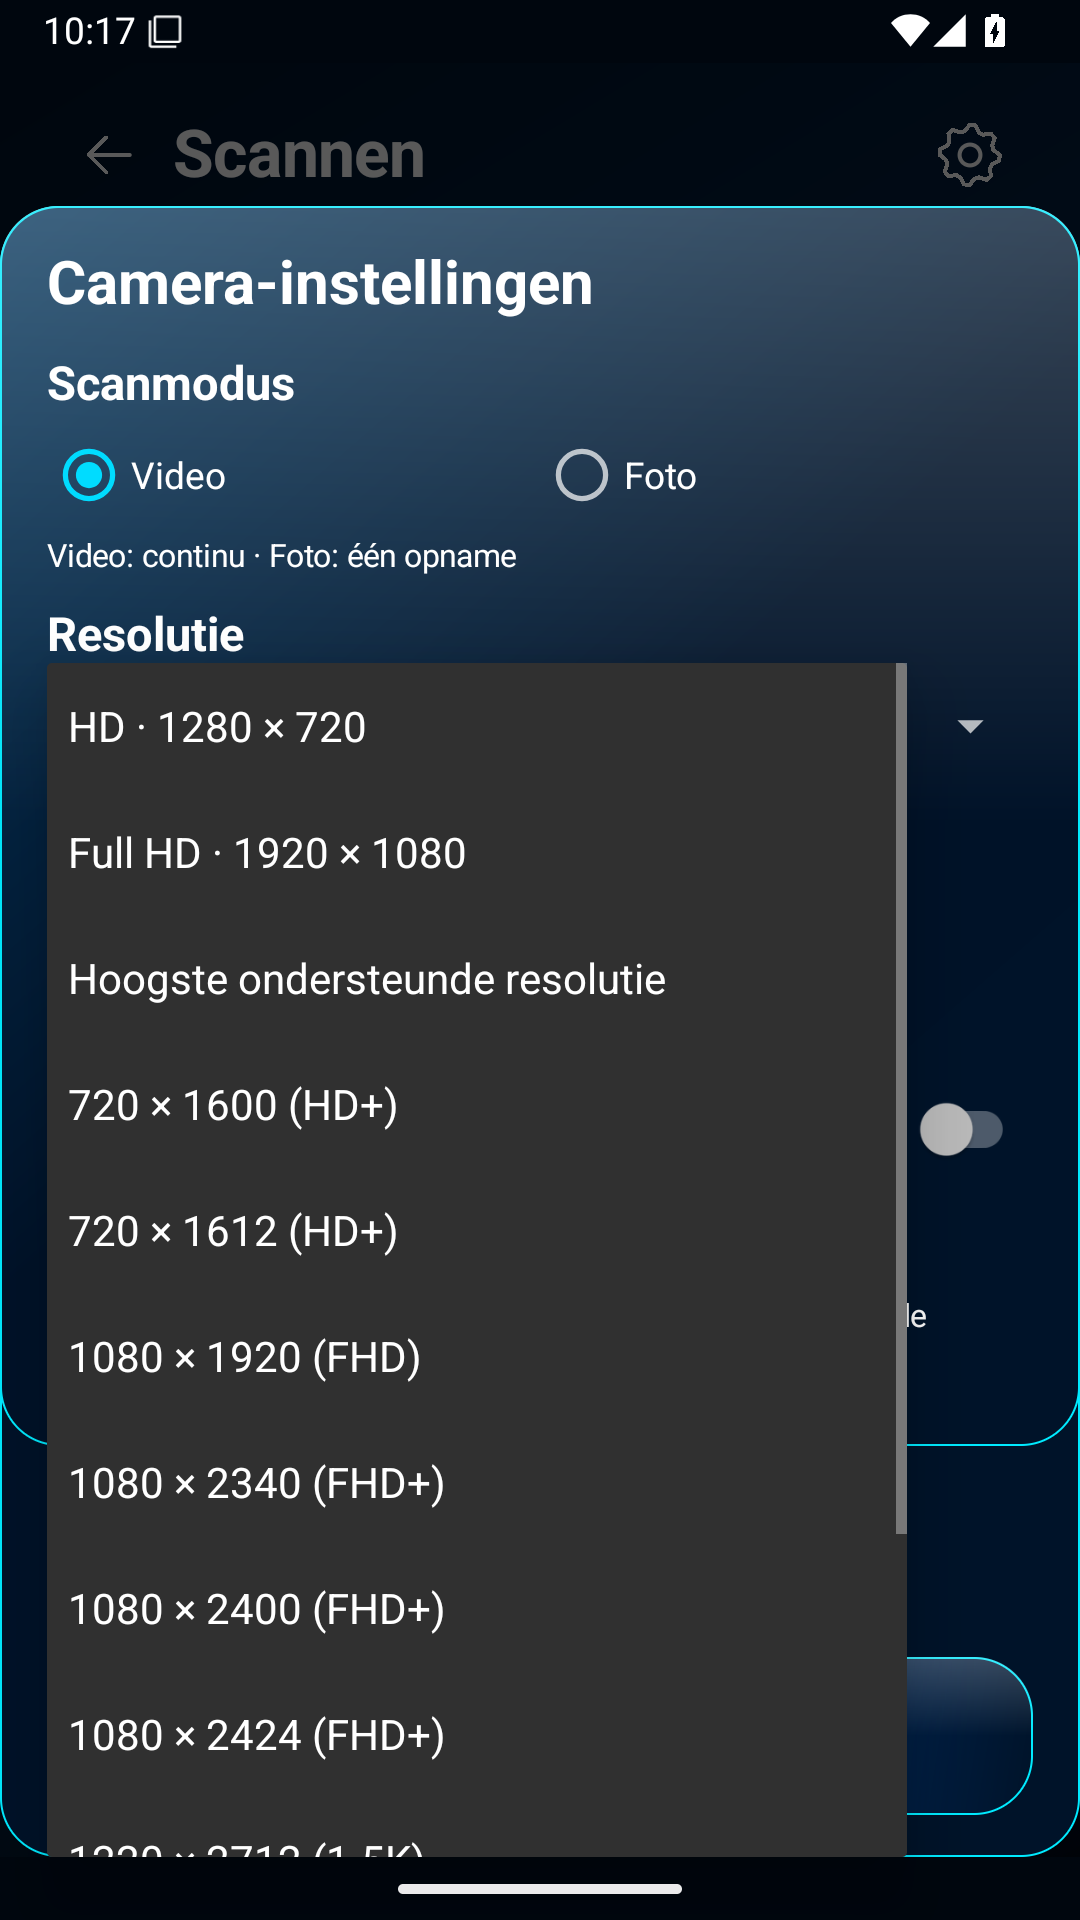 10:17
Scannen
Camera-instellingen
Scanmodus
Video
Foto
Video: continu · Foto: één opname
Resolutie
HD · 1280 × 720
Full HD · 1920 × 1080
Hoogste ondersteunde resolutie
720 × 1600 (HD+)
720 × 1612 (HD+)
1080 × 1920 (FHD)
1080 × 2340 (FHD+)
1080 × 2400 (FHD+)
1080 × 2424 (FHD+)